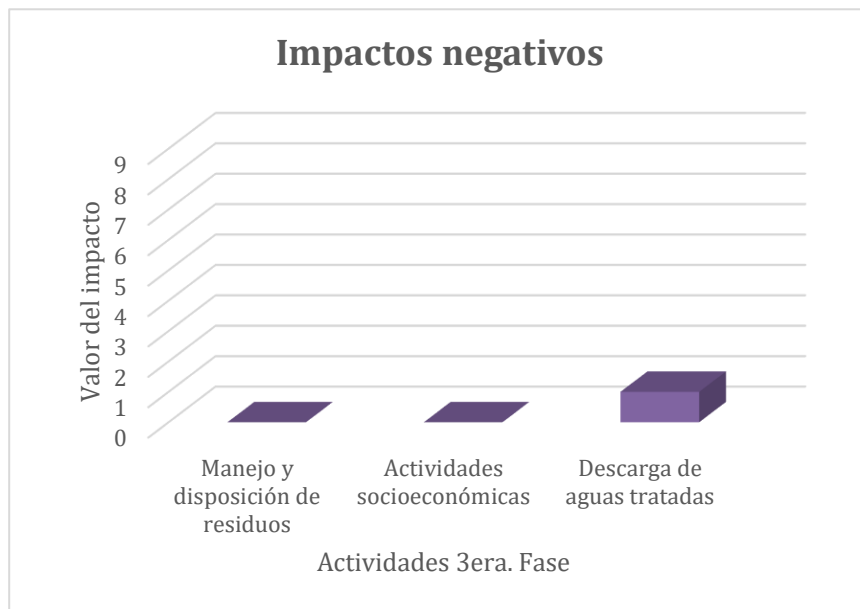 Impactos negativos
Valor del impacto
9
8
7
6
5
4
3
2
1
0
Manejo y
disposición de
residuos
Actividades
socioeconómicas
Descarga de
aguas tratadas
Actividades 3era. Fase